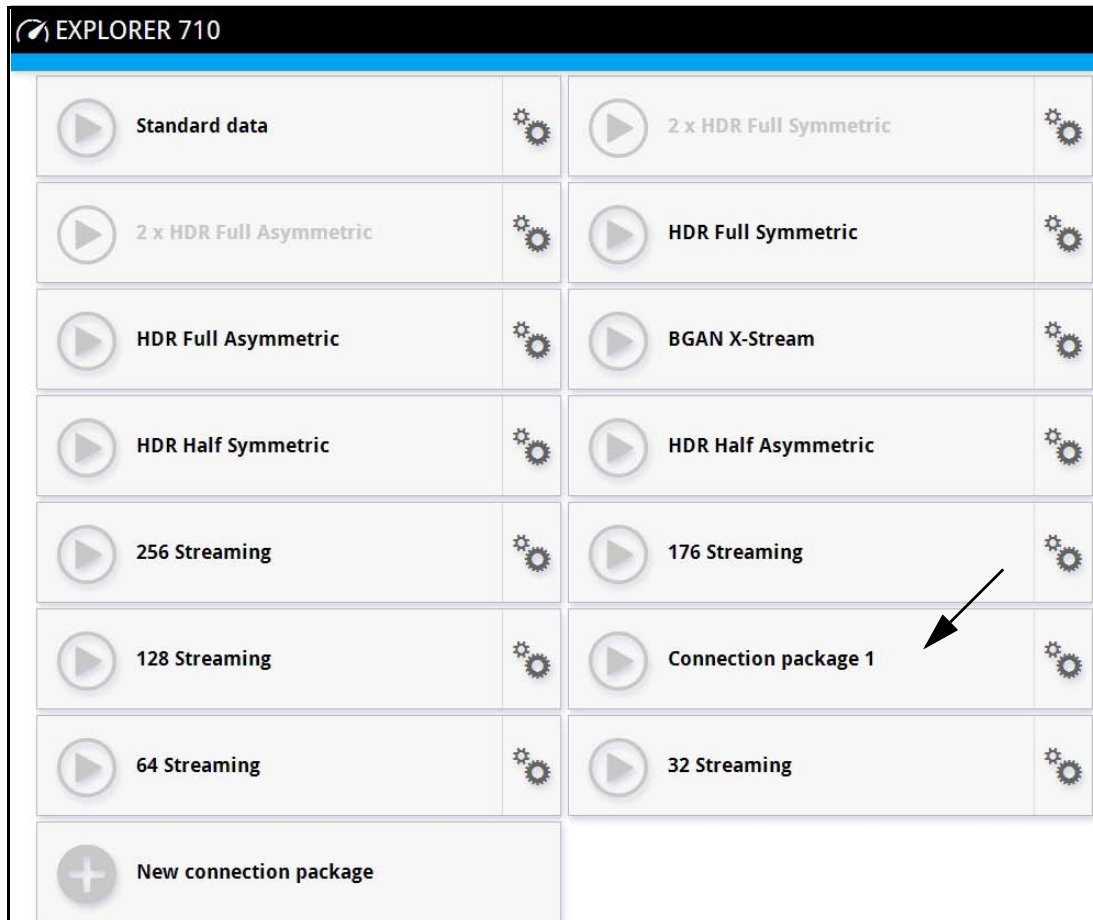 EXPLORER 710
Standard data
2 x HDR Full Symmetric
2 x HDR Full Asymmetric
HDR Full Symmetric
HDR Full Asymmetric
BGAN X-Stream
HDR Half Symmetric
HDR Half Asymmetric
256 Streaming
176 Streaming
128 Streaming
Connection package 1
64 Streaming
32 Streaming
New connection package